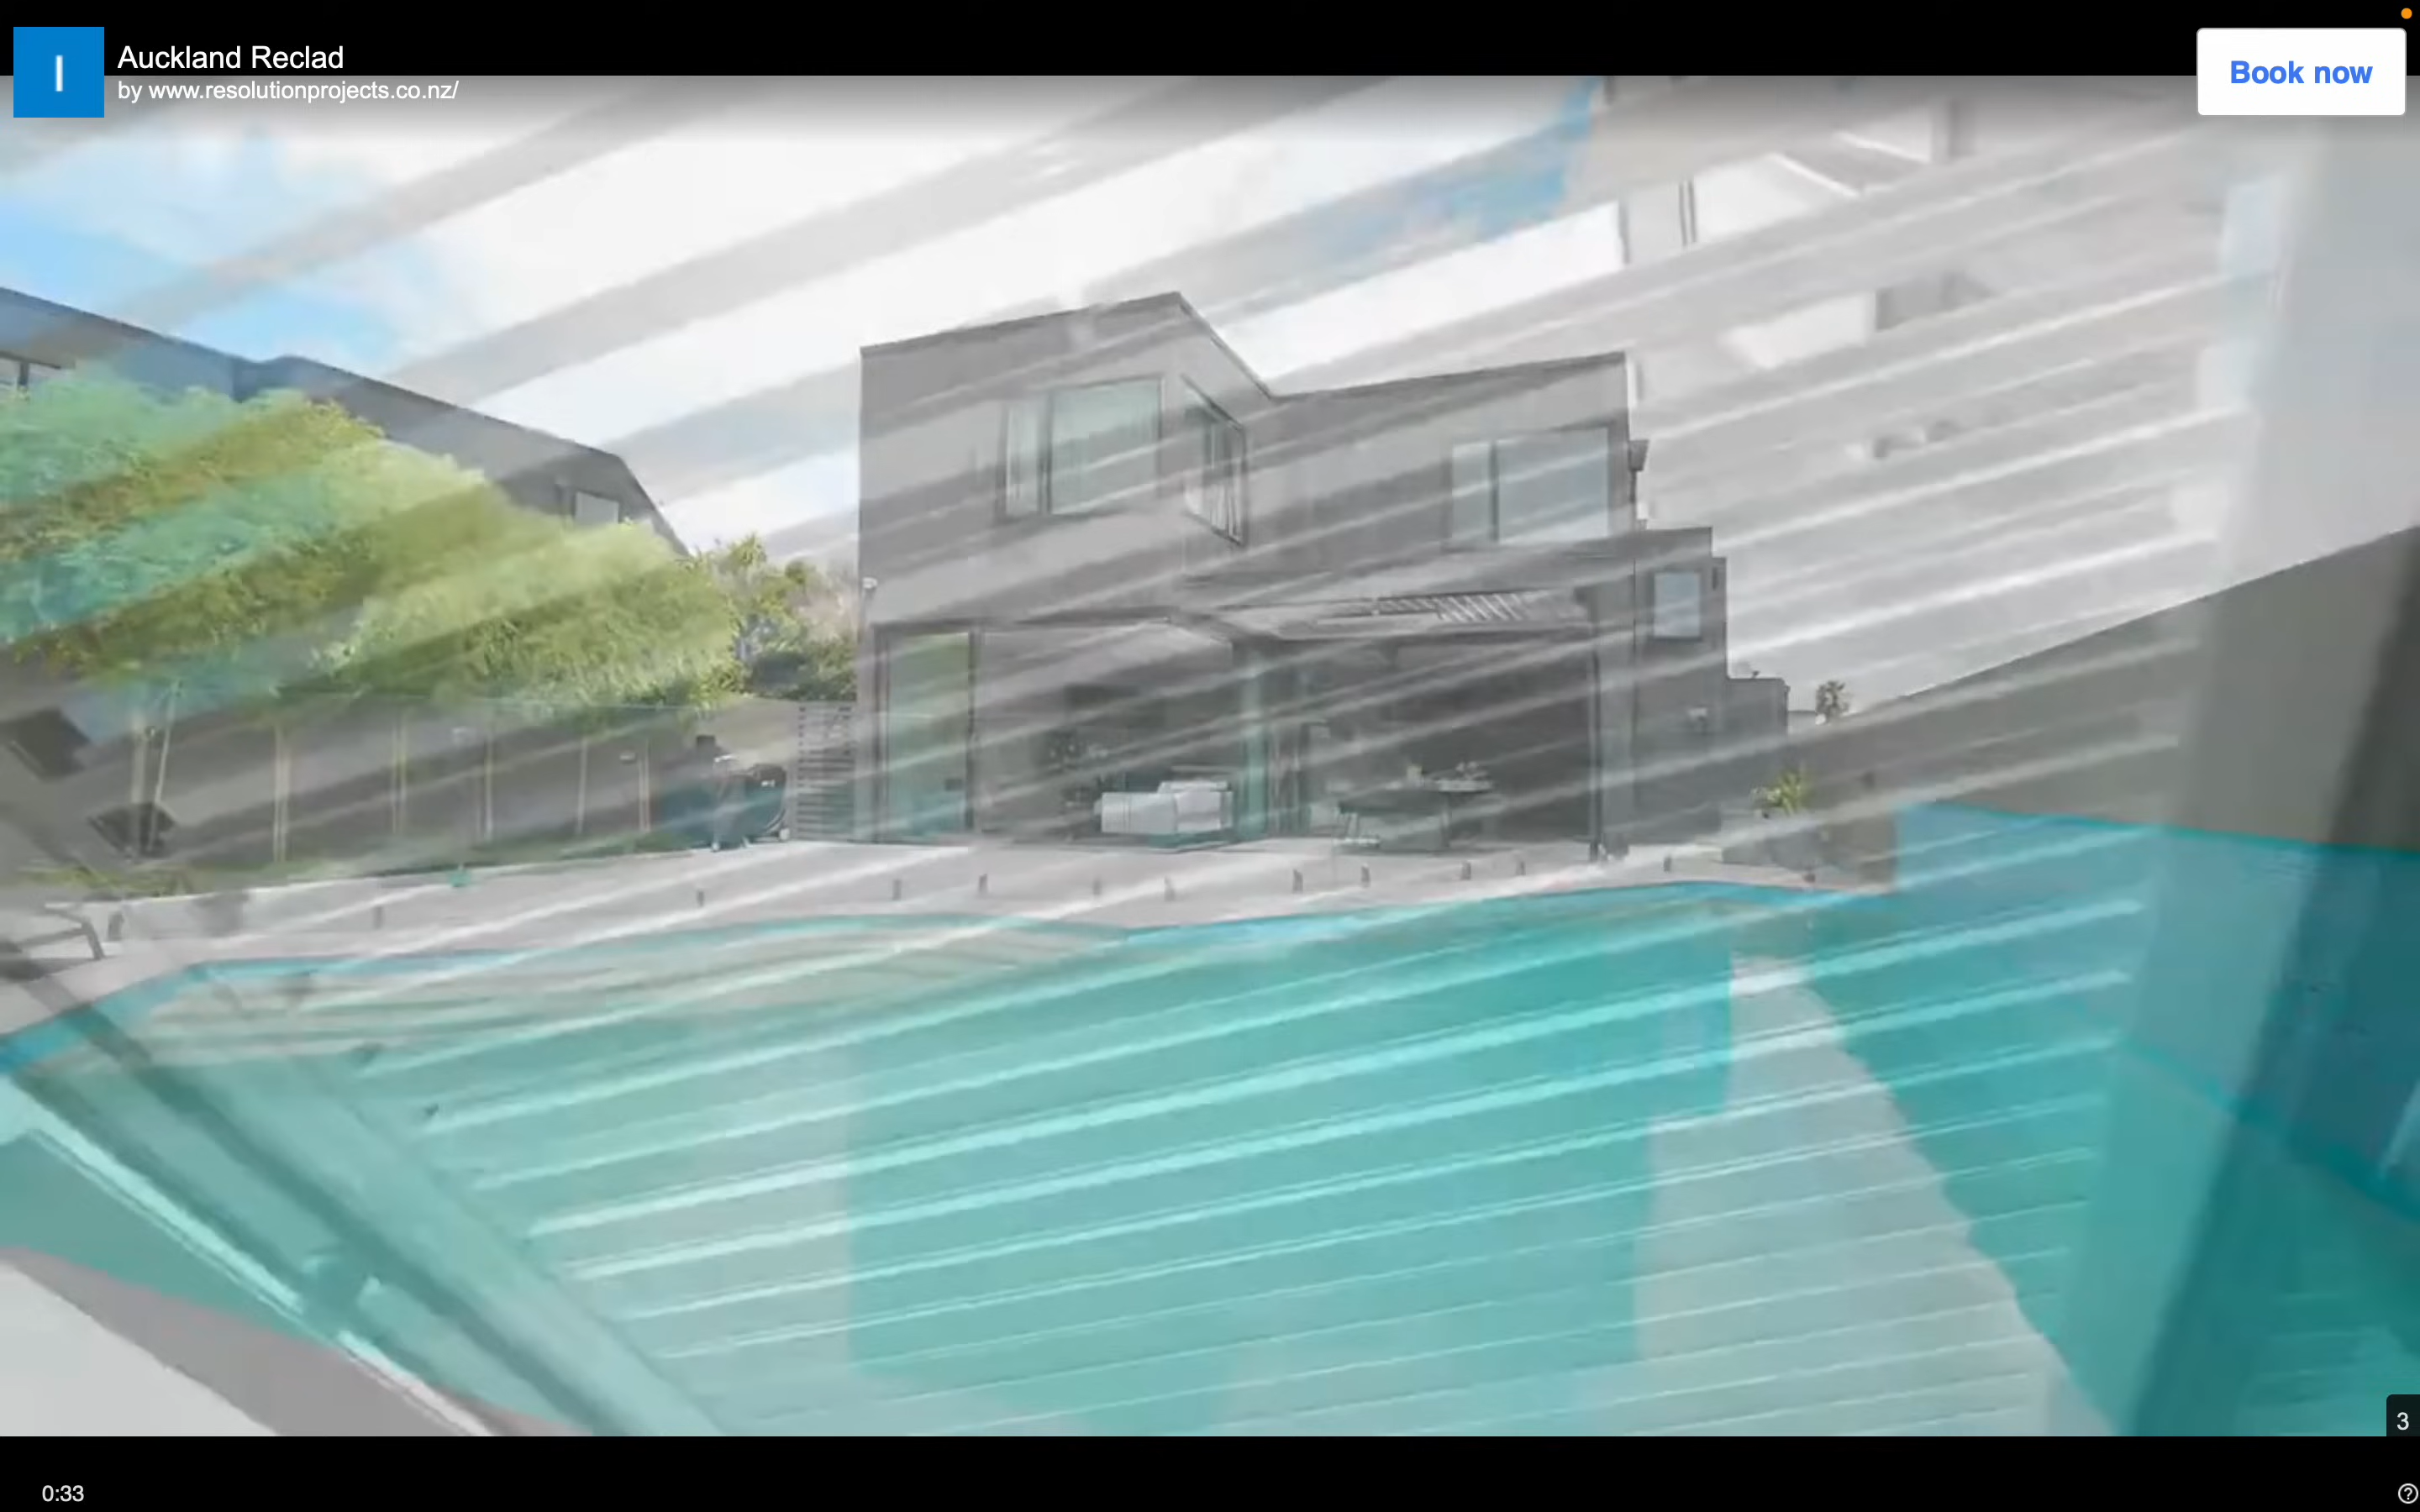 I
Auckland Reclad
by www.resolutionprojects.co.nz/
Book now
3
0:33
?